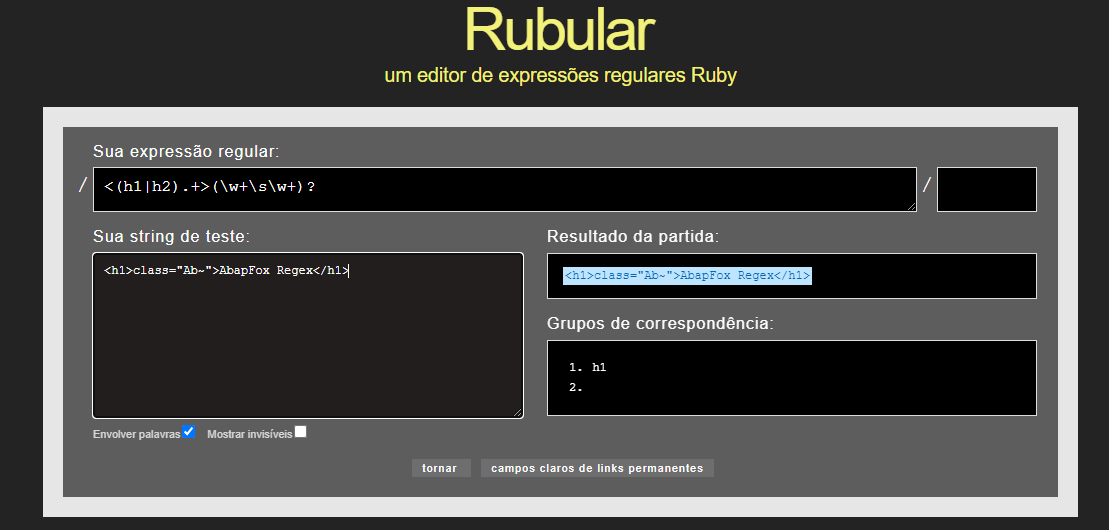 Rubular
um editor de expressões regulares Ruby
Sua expressão regular:
/ <(h1|h2).+>(\w+\s\w+)? /
Sua string de teste:
<h1>class="Ab~">AbapFox Regex</h1>
Resultado da partida:
<h1>class="Ab~">AbapFox Regex</h1>
Grupos de correspondência:
1. h1
2.
Envolver palavras Mostrar invisíveis
tornar campos claros de links permanentes